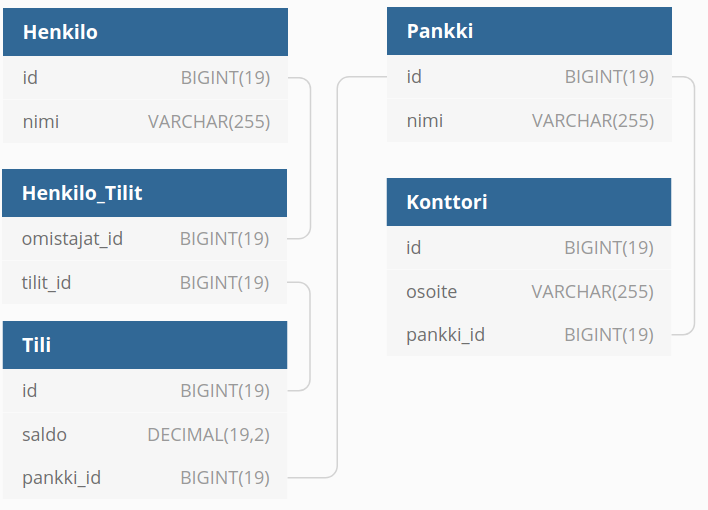 Henkilo
id BIGINT(19)
nimi VARCHAR(255)
Henkilo_Tilit
omistajat_id BIGINT(19)
tilit_id BIGINT(19)
Tili
id BIGINT(19)
saldo DECIMAL(19,2)
pankki_id BIGINT(19)
Pankki
id BIGINT(19)
nimi VARCHAR(255)
Konttori
id BIGINT(19)
osoite VARCHAR(255)
pankki_id BIGINT(19)